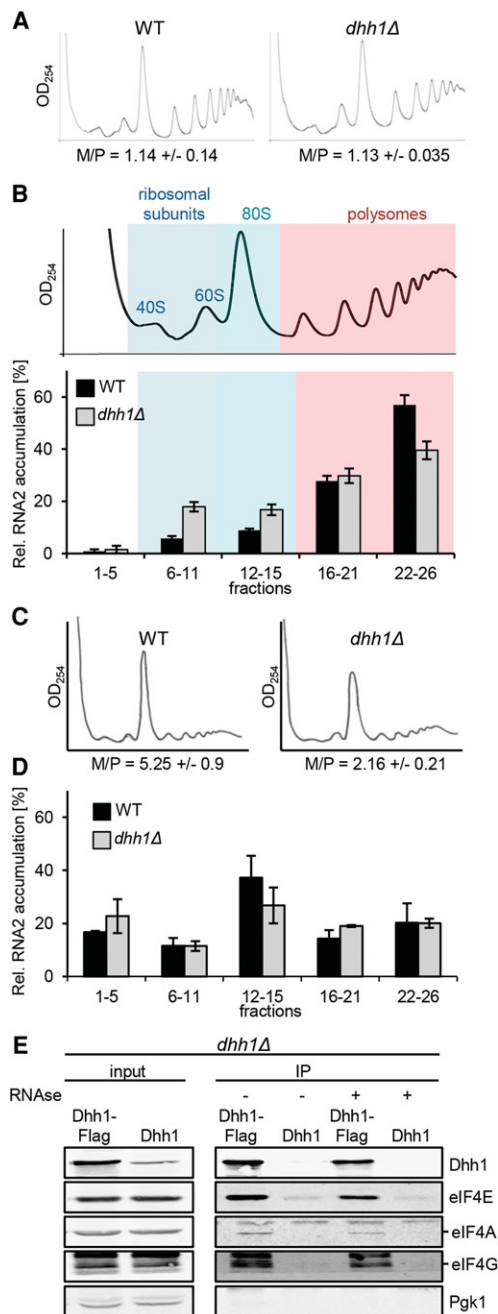 A
WT
dhh1Δ
OD254
M/P = 1.14 +/- 0.14
M/P = 1.13 +/- 0.035
B
ribosomal subunits
80S
polysomes
OD254
40S
60S
Rel. RNA2 accumulation [%]
60
40
20
0
WT
dhh1Δ
1-5
6-11
12-15
16-21
22-26
fractions
C
WT
dhh1Δ
OD254
OD254
M/P = 5.25 +/- 0.9
M/P = 2.16 +/- 0.21
D
Rel. RNA2 accumulation [%]
60
40
20
0
WT
dhh1Δ
1-5
6-11
12-15
16-21
22-26
fractions
E
dhh1Δ
input
IP
RNAse
- - + +
Dhh1-Flag
Dhh1
Dhh1-Flag
Dhh1
Dhh1-Flag
Dhh1
Dhh1
eIF4E
eIF4A
eIF4G
Pgk1